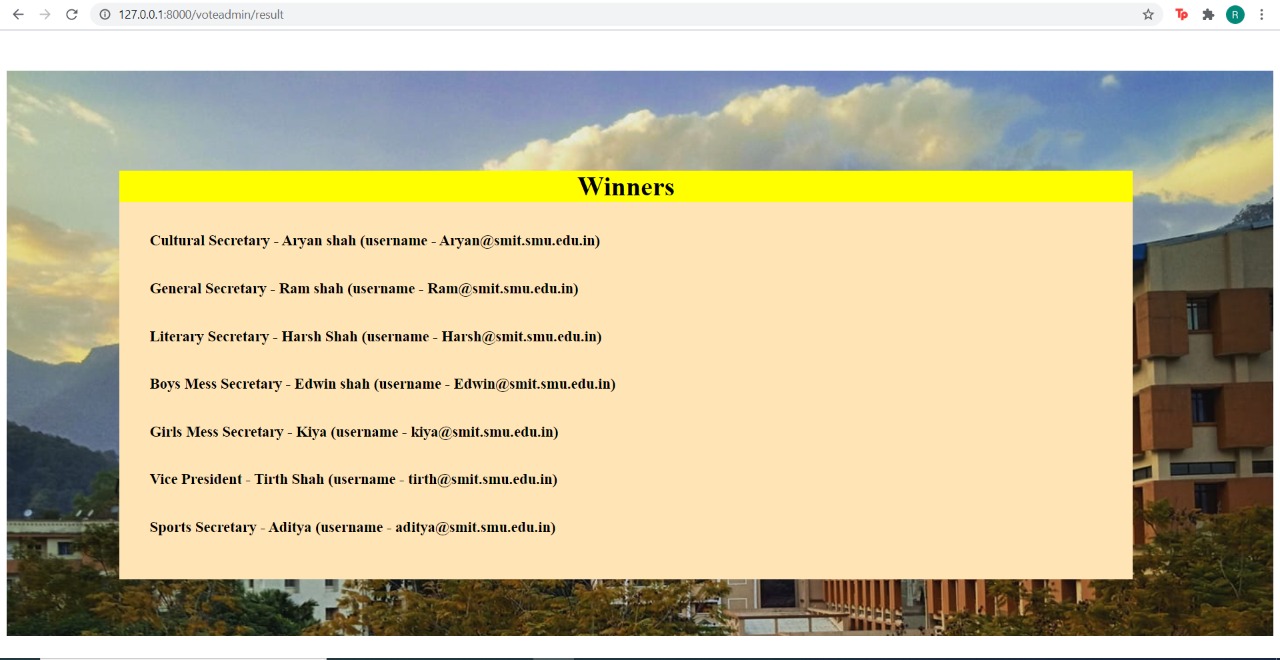 127.0.0.1:8000/voteadmin/result
Tp
R
Winners
Cultural Secretary - Aryan shah (username - Aryan@smit.smu.edu.in)
General Secretary - Ram shah (username - Ram@smit.smu.edu.in)
Literary Secretary - Harsh Shah (username - Harsh@smit.smu.edu.in)
Boys Mess Secretary - Edwin shah (username - Edwin@smit.smu.edu.in)
Girls Mess Secretary - Kiya (username - kiya@smit.smu.edu.in)
Vice President - Tirth Shah (username - tirth@smit.smu.edu.in)
Sports Secretary - Aditya (username - aditya@smit.smu.edu.in)